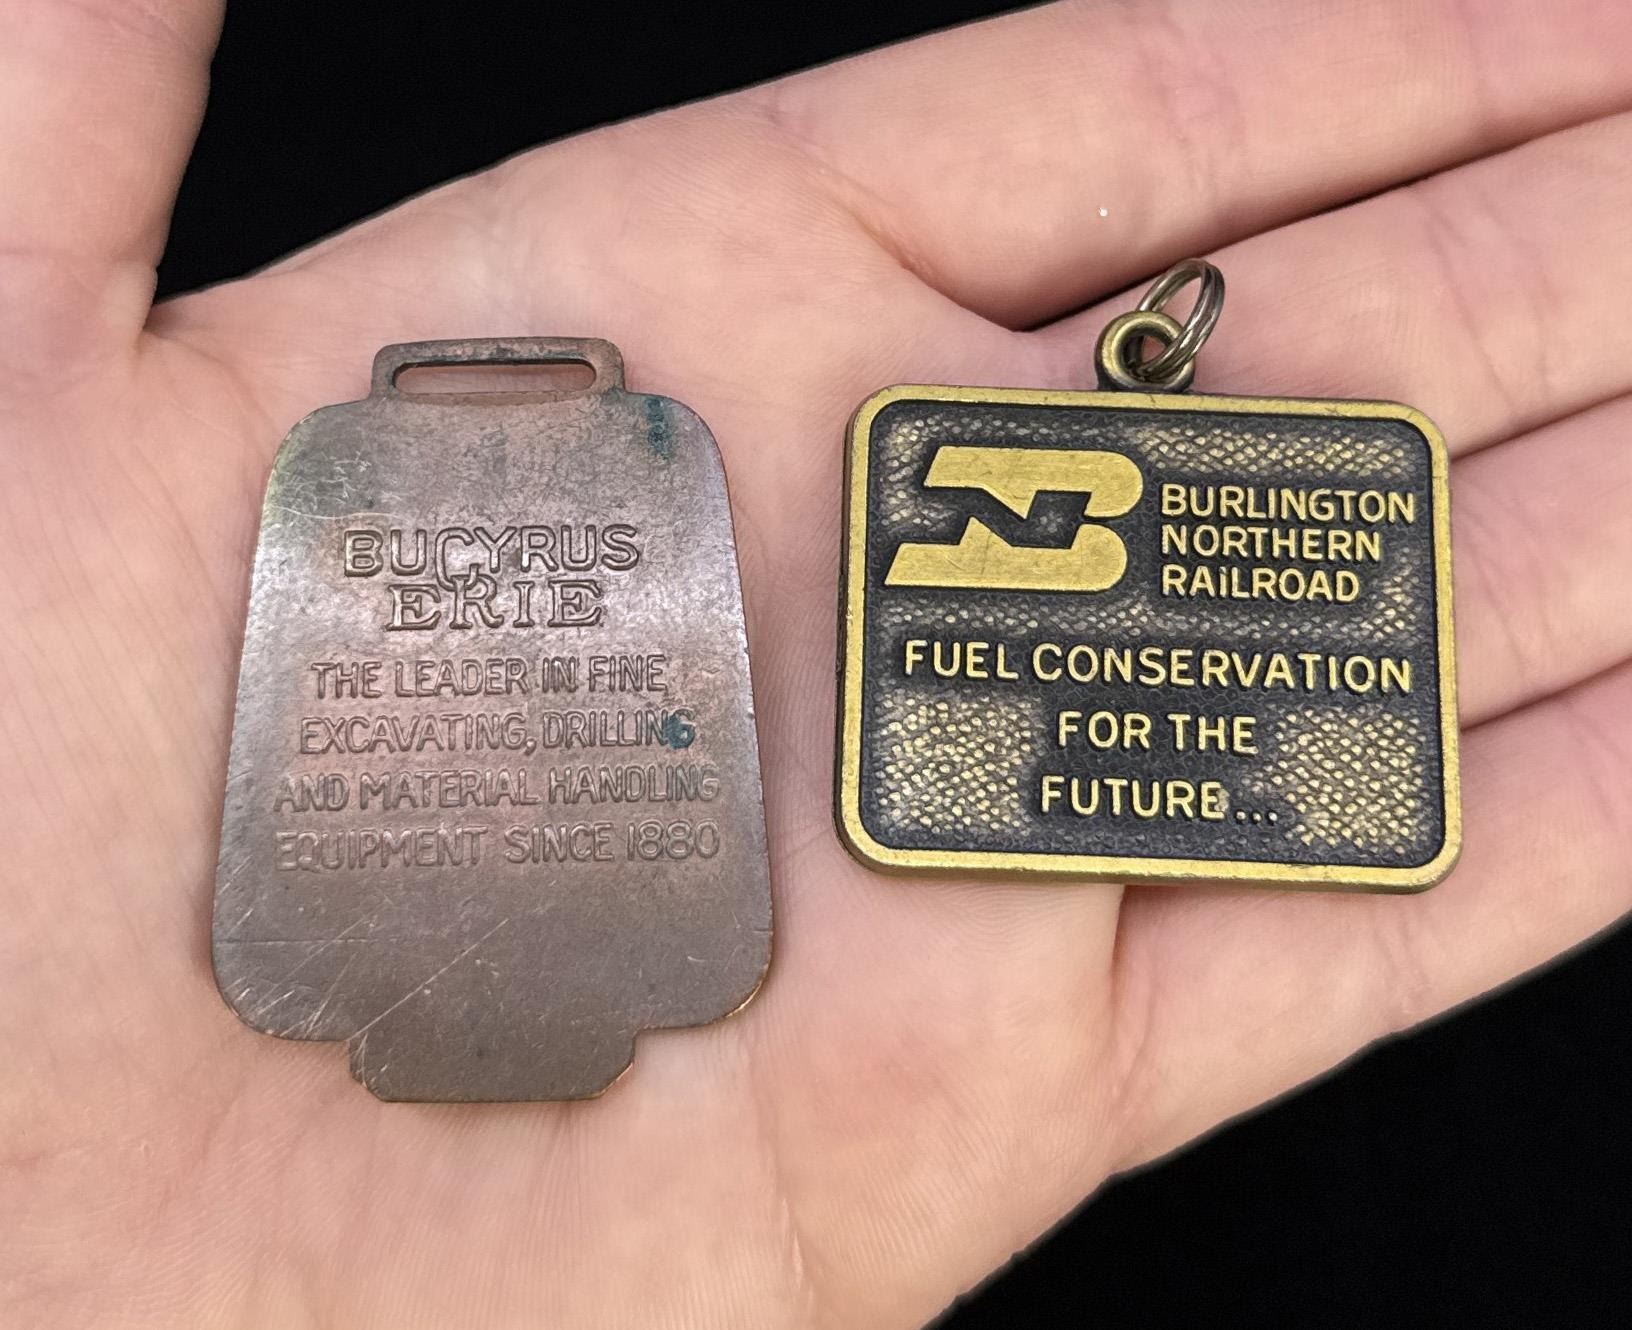 BUCYRUS
ERIE
THE LEADER IN FINE
EXCAVATING, DRILLING
AND MATERIAL HANDLING
EQUIPMENT SINCE 1880
BN
BURLINGTON
NORTHERN
RAiLROAD
FUEL CONSERVATION
FOR THE
FUTURE...